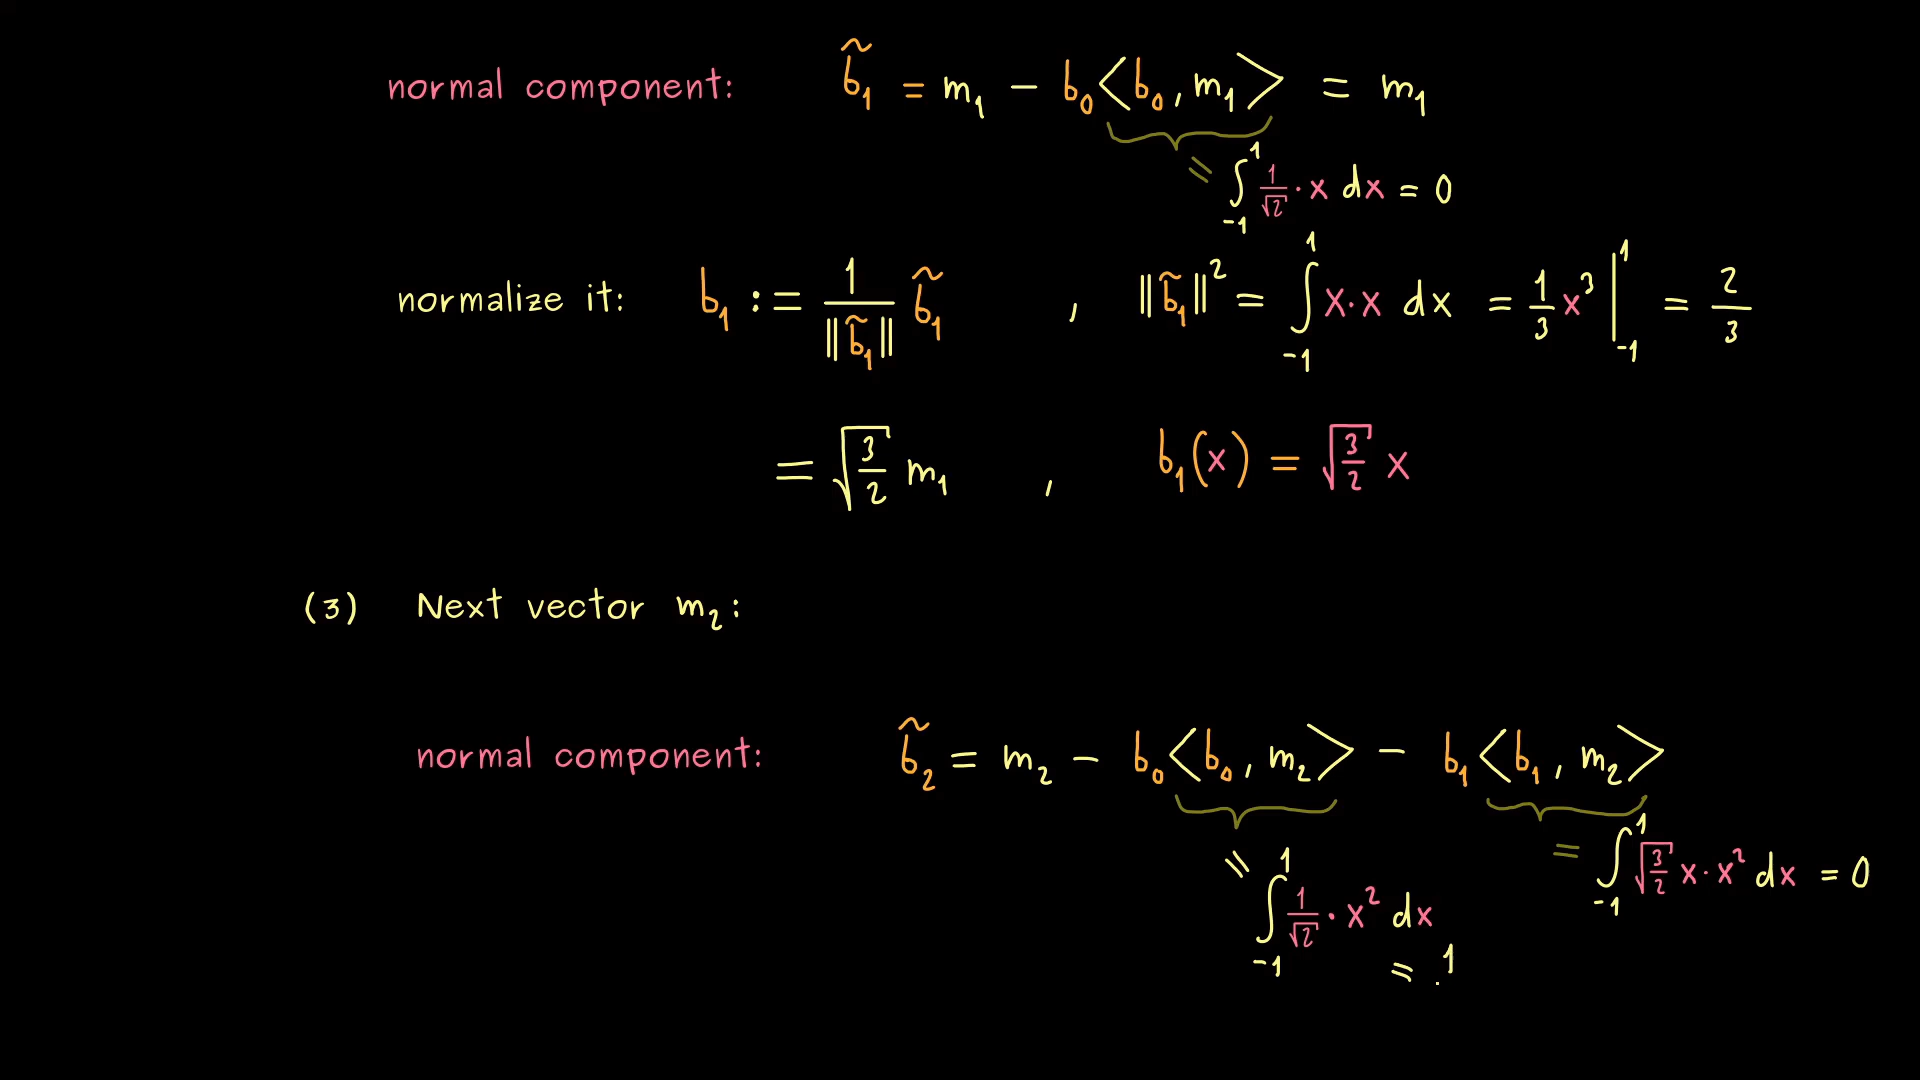 normal component: b̃₁ = m₁ − b₀⟨b₀, m₁⟩ = m₁
= ∫₋₁¹ 1/√2 · x dx = 0
normalize it: b₁ := 1/‖b̃₁‖ b̃₁ , ‖b̃₁‖² = ∫₋₁¹ x·x dx = 1/3 x³ |₋₁¹ = 2/3
= √(3/2) m₁ , b₁(x) = √(3/2) x
(3) Next vector m₂:
normal component: b̃₂ = m₂ − b₀⟨b₀, m₂⟩ − b₁⟨b₁, m₂⟩
= ∫₋₁¹ √(3/2) x·x² dx = 0
= ∫₋₁¹ 1/√2 · x² dx
= 1